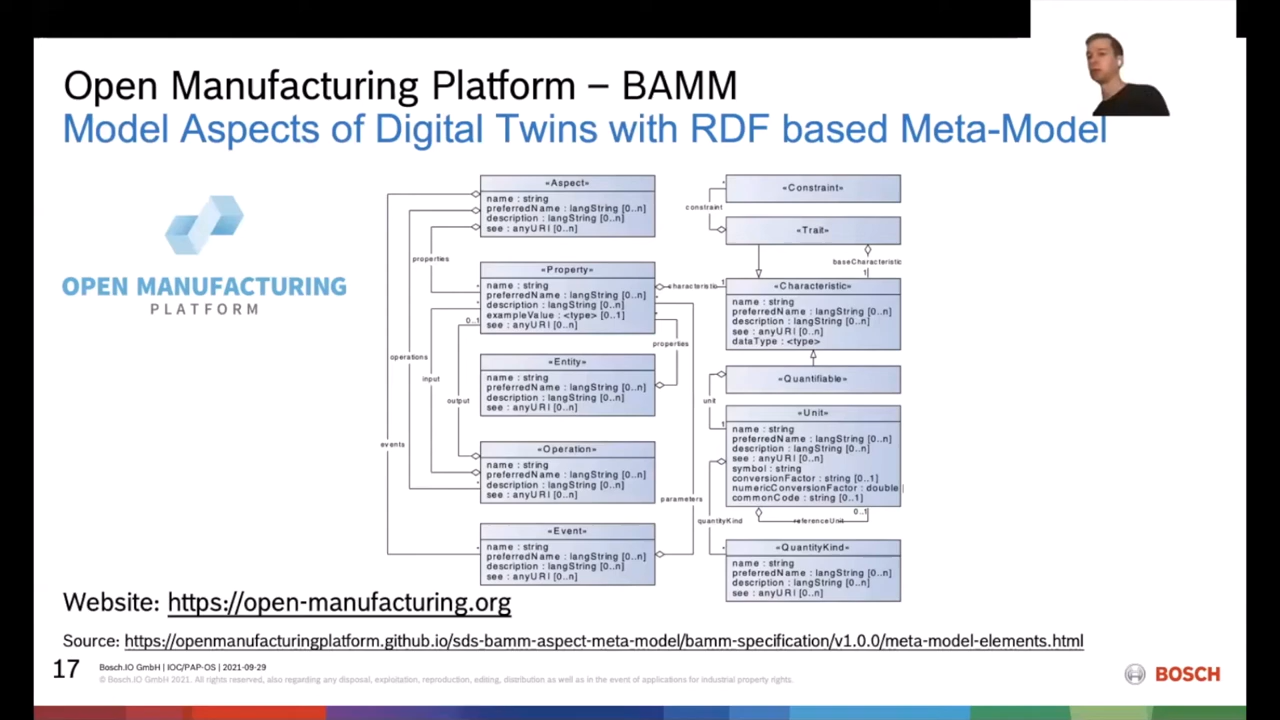 Open Manufacturing Platform – BAMM
Model Aspects of Digital Twins with RDF based Meta-Model
OPEN MANUFACTURING
PLATFORM
«Aspect»
name : string
preferredName : langString [0..n]
description : langString [0..n]
see : anyURI [0..n]
properties
«Property»
name : string
preferredName : langString [0..n]
description : langString [0..n]
exampleValue : <type> [0..1]
see : anyURI [0..n]
0..1
characteristic
1
properties
operations
input
output
events
«Entity»
name : string
preferredName : langString [0..n]
description : langString [0..n]
see : anyURI [0..n]
«Operation»
name : string
preferredName : langString [0..n]
description : langString [0..n]
see : anyURI [0..n]
parameters
«Event»
name : string
preferredName : langString [0..n]
description : langString [0..n]
see : anyURI [0..n]
«Constraint»
constraint
«Trait»
baseCharacteristic
1
«Characteristic»
name : string
preferredName : langString [0..n]
description : langString [0..n]
see : anyURI [0..n]
dataType : <type>
«Quantifiable»
unit
1
«Unit»
name : string
preferredName : langString [0..n]
description : langString [0..n]
see : anyURI [0..n]
symbol : string
conversionFactor : string [0..1]
numericConversionFactor : double
commonCode : string [0..1]
0..1
referenceUnit
quantityKind
«QuantityKind»
name : string
preferredName : langString [0..n]
description : langString [0..n]
see : anyURI [0..n]
Website: https://open-manufacturing.org
Source: https://openmanufacturingplatform.github.io/sds-bamm-aspect-meta-model/bamm-specification/v1.0.0/meta-model-elements.html
17
Bosch.IO GmbH | IOC/PAP-OS | 2021-09-29
© Bosch.IO GmbH 2021. All rights reserved, also regarding any disposal, exploitation, reproduction, editing, distribution as well as in the event of applications for industrial property rights.
BOSCH